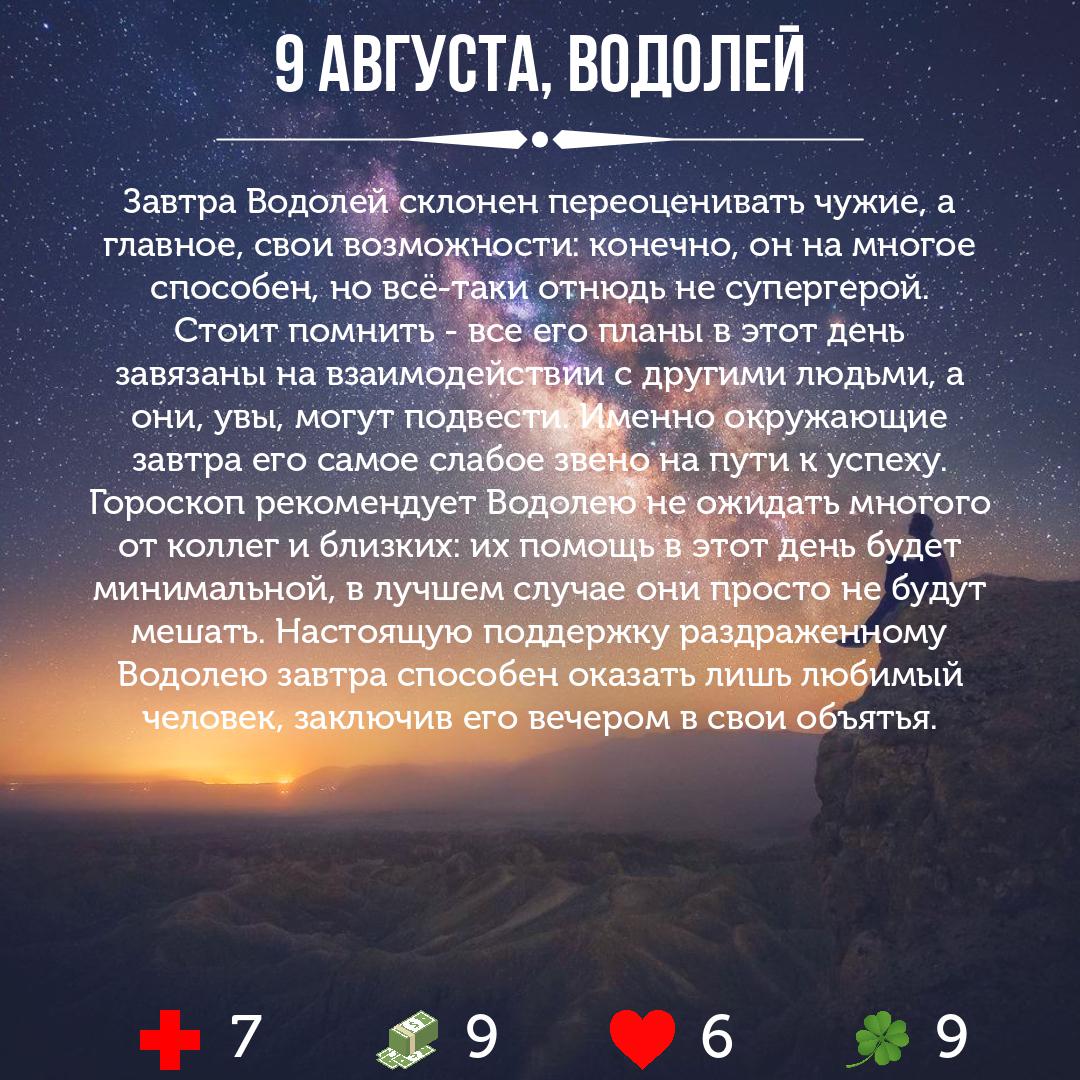 9 АВГУСТА, ВОДОЛЕЙ
Завтра Водолей склонен переоценивать чужие, а
главное, свои возможности: конечно, он на многое
способен, но всё-таки отнюдь не супергерой.
Стоит помнить - все его планы в этот день
завязаны на взаимодействии с другими людьми, а
они, увы, могут подвести. Именно окружающие
завтра его самое слабое звено на пути к успеху.
Гороскоп рекомендует Водолею не ожидать многого
от коллег и близких: их помощь в этот день будет
минимальной, в лучшем случае они просто не будут
мешать. Настоящую поддержку раздраженному
Водолею завтра способен оказать лишь любимый
человек, заключив его вечером в свои объятья.
7 9 6 9